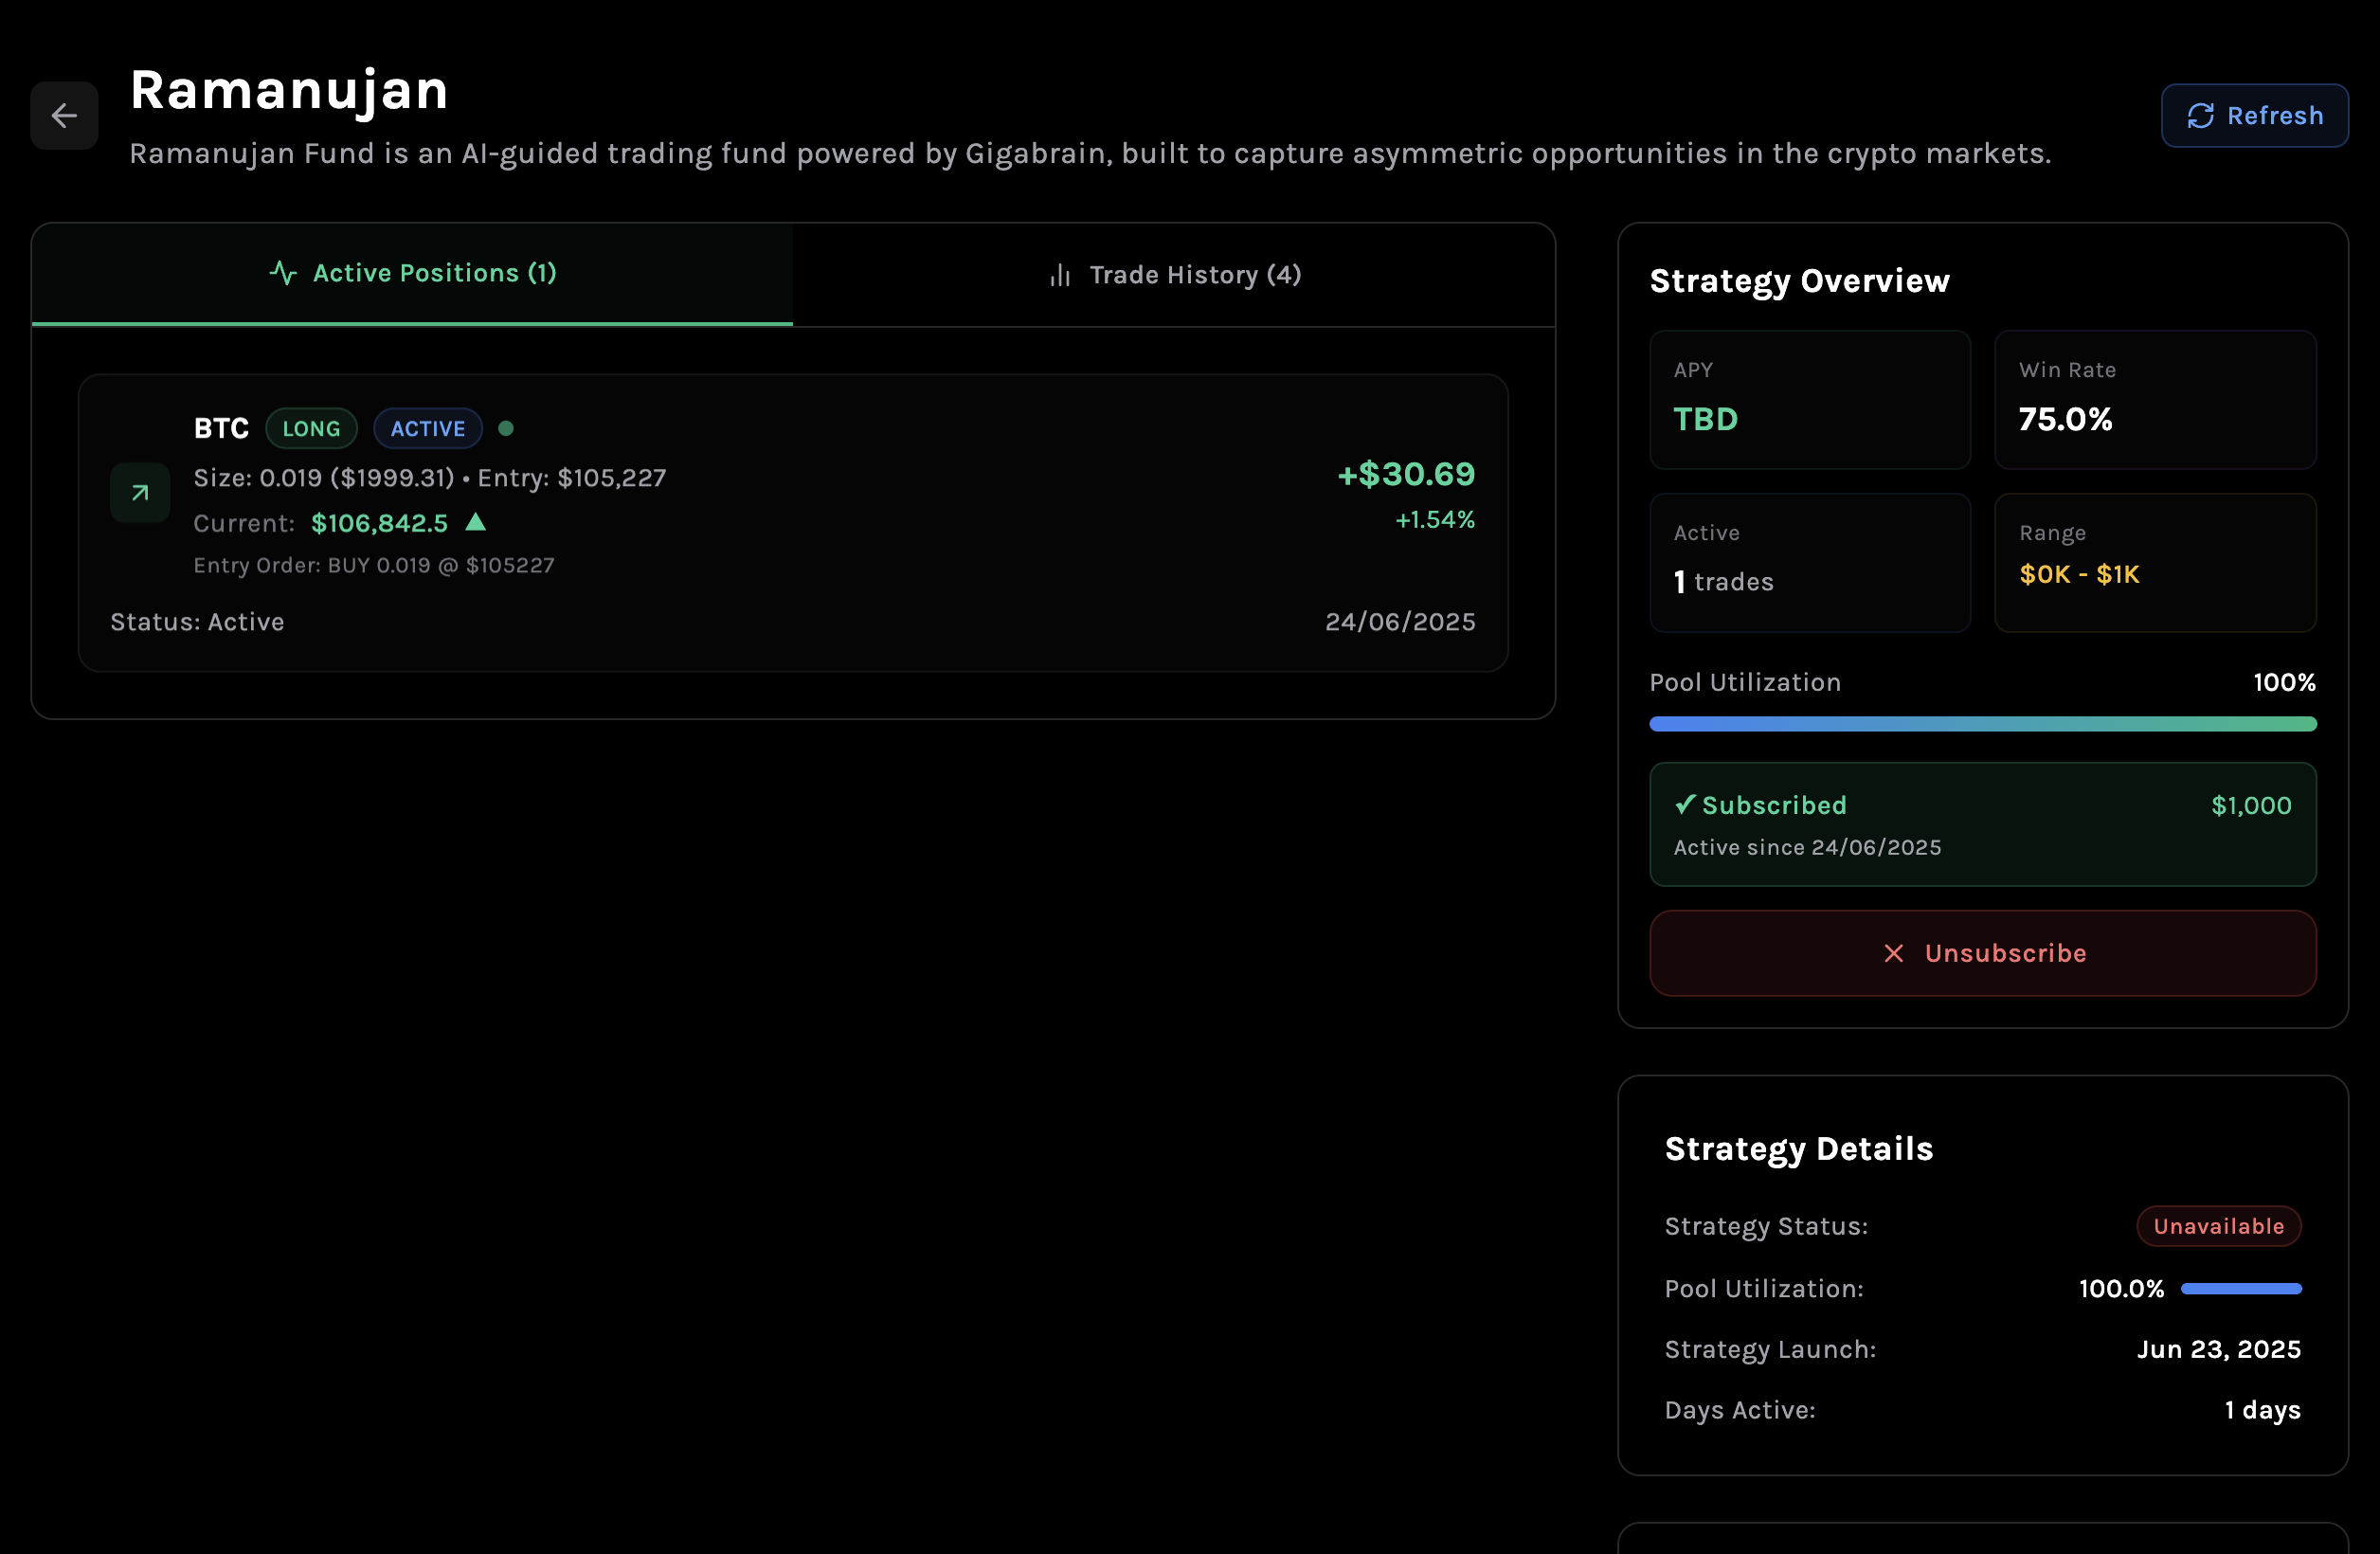 Ramanujan
Ramanujan Fund is an AI-guided trading fund powered by Gigabrain, built to capture asymmetric opportunities in the crypto markets.
Refresh
Active Positions (1)
Trade History (4)
BTC LONG ACTIVE
Size: 0.019 ($1999.31) • Entry: $105,227
Current: $106,842.5 ▲
Entry Order: BUY 0.019 @ $105227
+$30.69
+1.54%
Status: Active
24/06/2025
Strategy Overview
APY
TBD
Win Rate
75.0%
Active
1 trades
Range
$0K - $1K
Pool Utilization
100%
✓ Subscribed
$1,000
Active since 24/06/2025
Unsubscribe
Strategy Details
Strategy Status:
Unavailable
Pool Utilization:
100.0%
Strategy Launch:
Jun 23, 2025
Days Active:
1 days